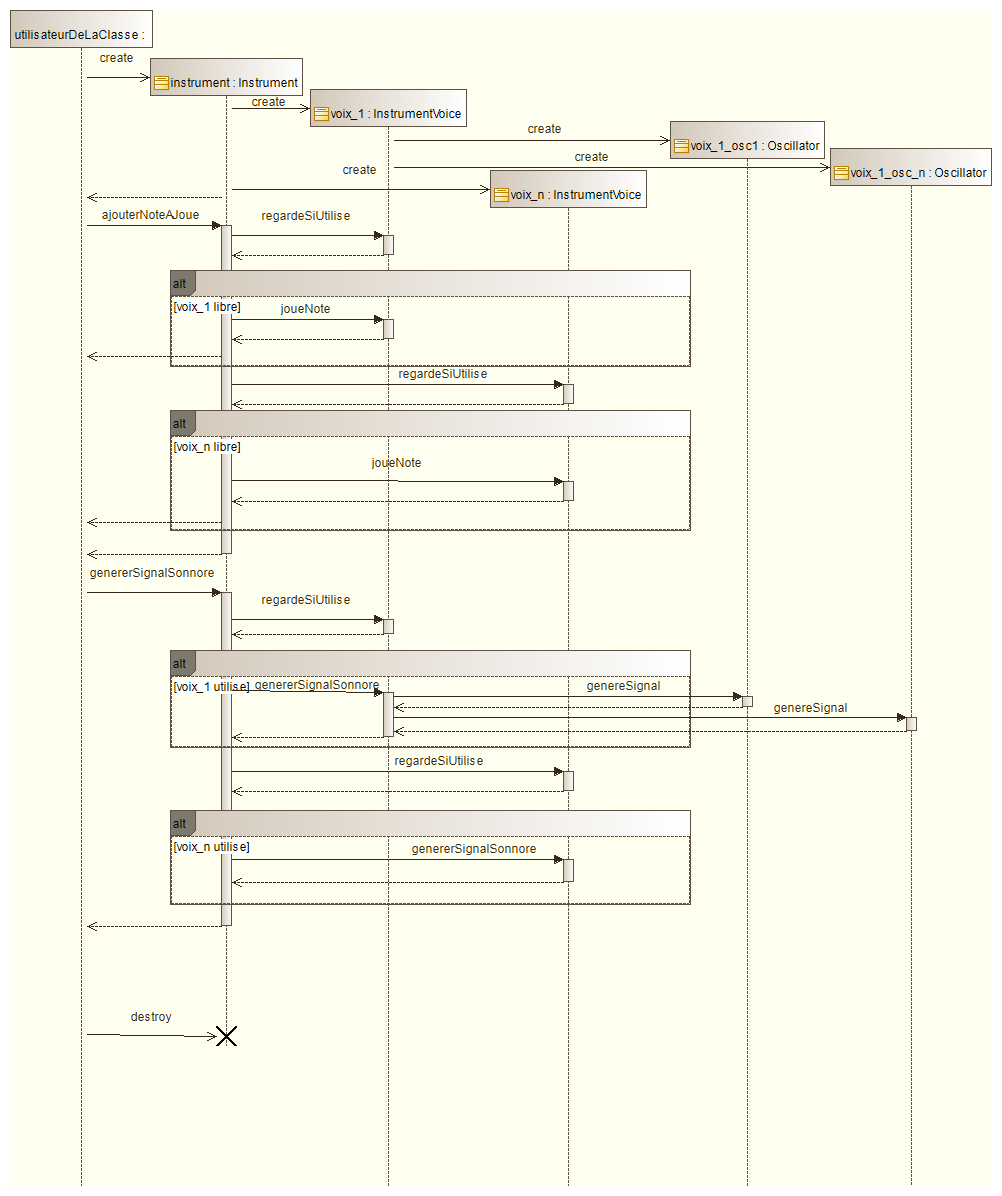 utilisateurDeLaClasse :
create
instrument : Instrument
create
voix_1 : InstrumentVoice
create
voix_1_osc1 : Oscillator
create
voix_1_osc_n : Oscillator
create
voix_n : InstrumentVoice
ajouterNoteAJoue
regardeSiUtilise
alt
[voix_1 libre]
joueNote
regardeSiUtilise
alt
[voix_n libre]
joueNote
genererSignalSonnore
regardeSiUtilise
alt
[voix_1 utilise]
genererSignalSonnore
genereSignal
genereSignal
regardeSiUtilise
alt
[voix_n utilise]
genererSignalSonnore
destroy